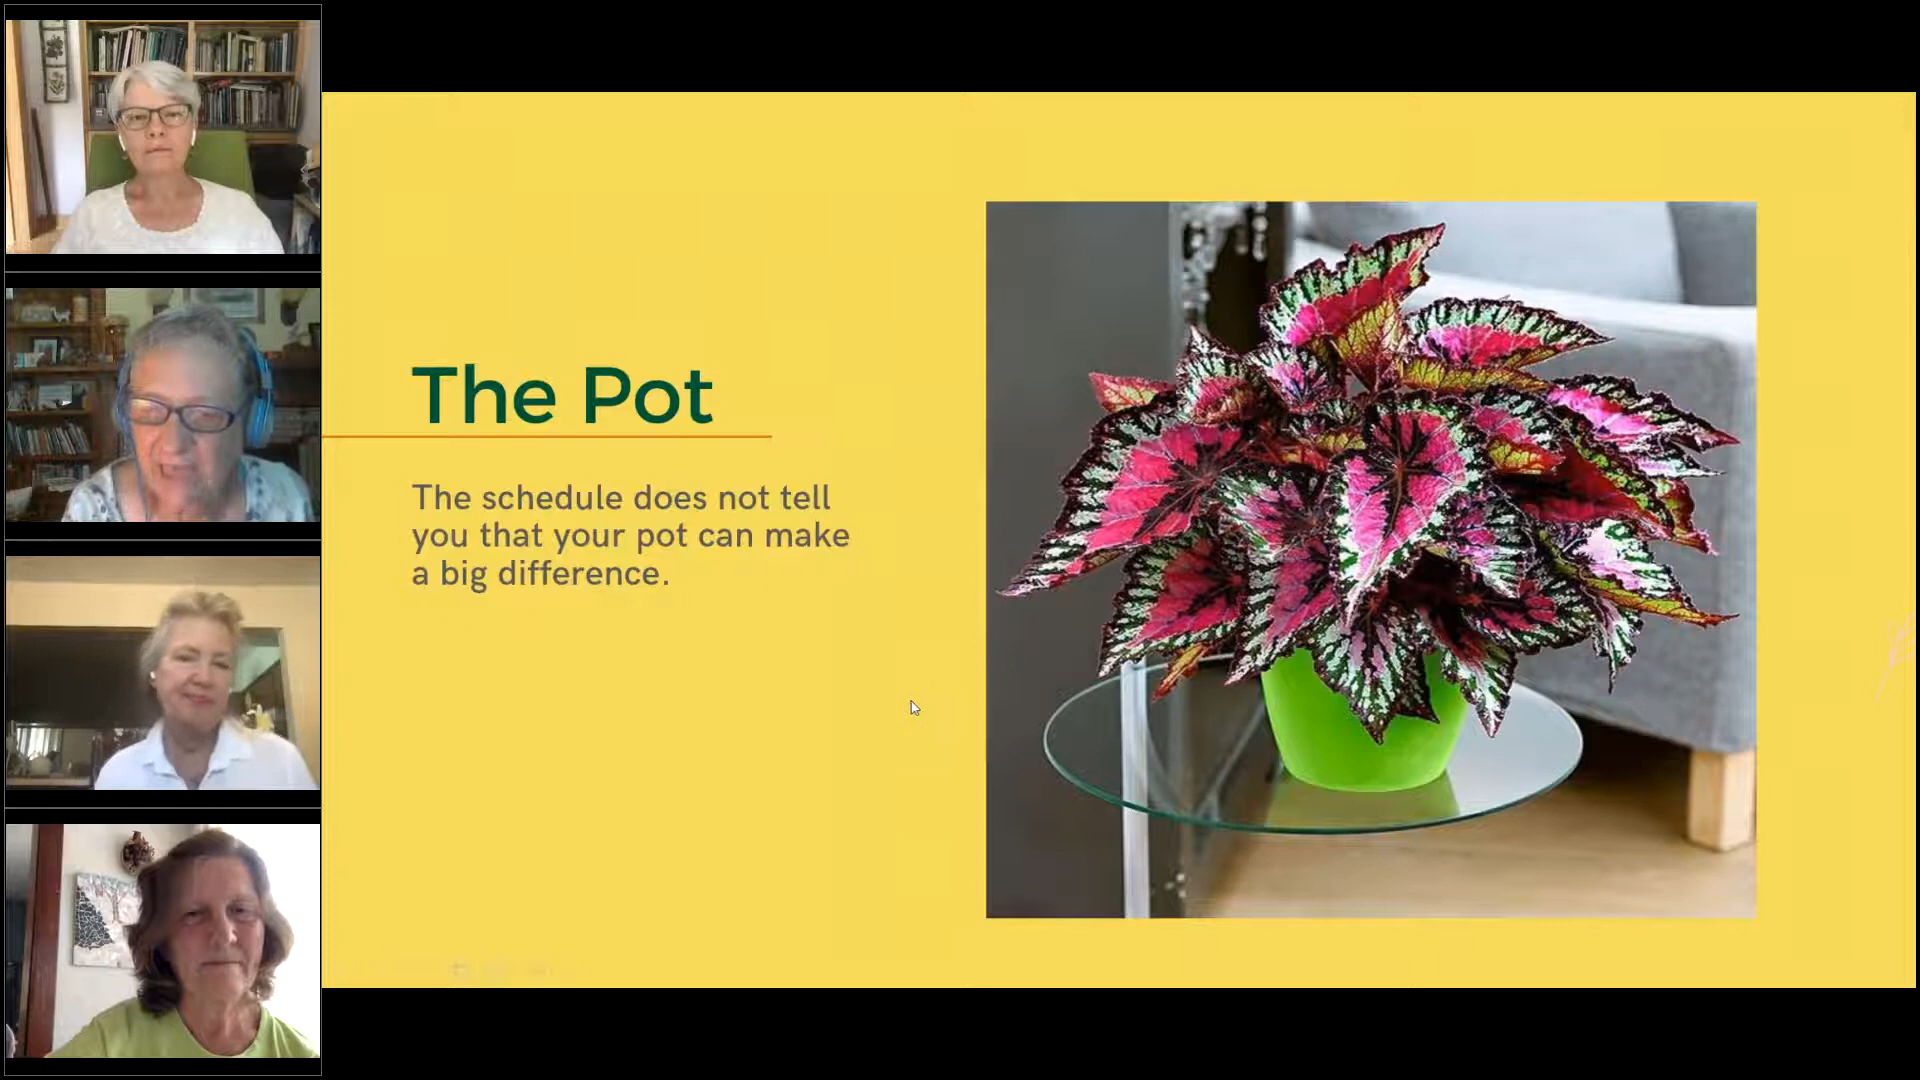 The Pot
The schedule does not tell
you that your pot can make
a big difference.